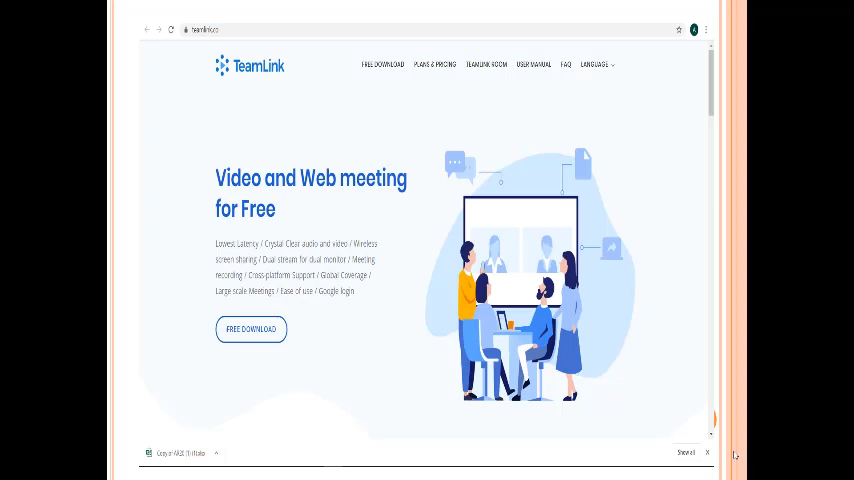 teamlink.co
A
TeamLink
FREE DOWNLOAD PLANS & PRICING TEAMLINK ROOM USER MANUAL FAQ LANGUAGE
Video and Web meeting
for Free
Lowest Latency / Crystal Clear audio and video / Wireless
screen sharing / Dual stream for dual monitor / Meeting
recording / Cross-platform Support / Global Coverage /
Large scale Meetings / Ease of use / Google login
FREE DOWNLOAD
Show all